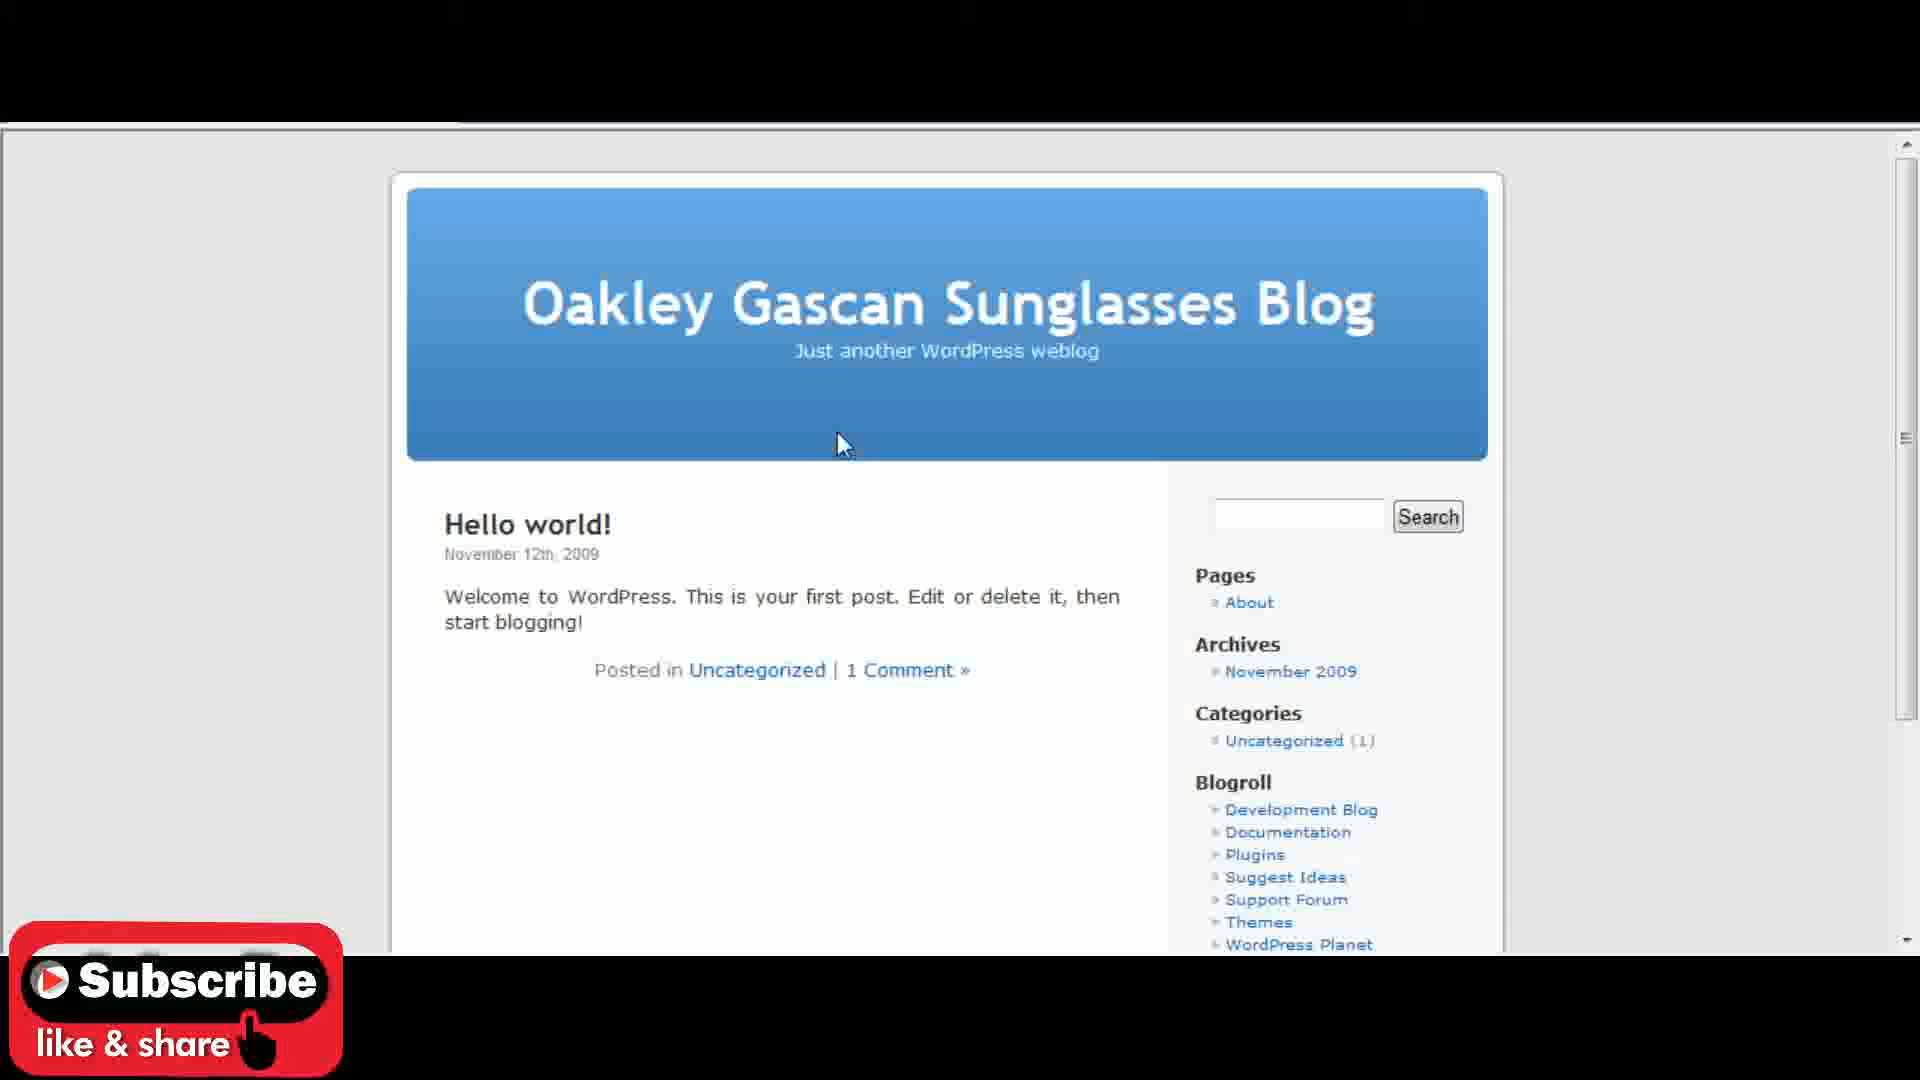 Oakley Gascan Sunglasses Blog
Just another WordPress weblog
Hello world!
November 12th, 2009
Welcome to WordPress. This is your first post. Edit or delete it, then
start blogging!
Posted in Uncategorized | 1 Comment »
Search
Pages
» About
Archives
» November 2009
Categories
» Uncategorized (1)
Blogroll
» Development Blog
» Documentation
» Plugins
» Suggest Ideas
» Support Forum
» Themes
» WordPress Planet
Subscribe
like & share